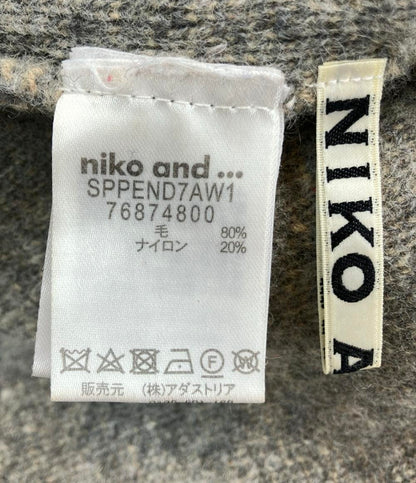 niko and ...
SPPEND7AW1
76874800
毛 80%
ナイロン 20%
販売元 (株)アダストリア
NIKO A